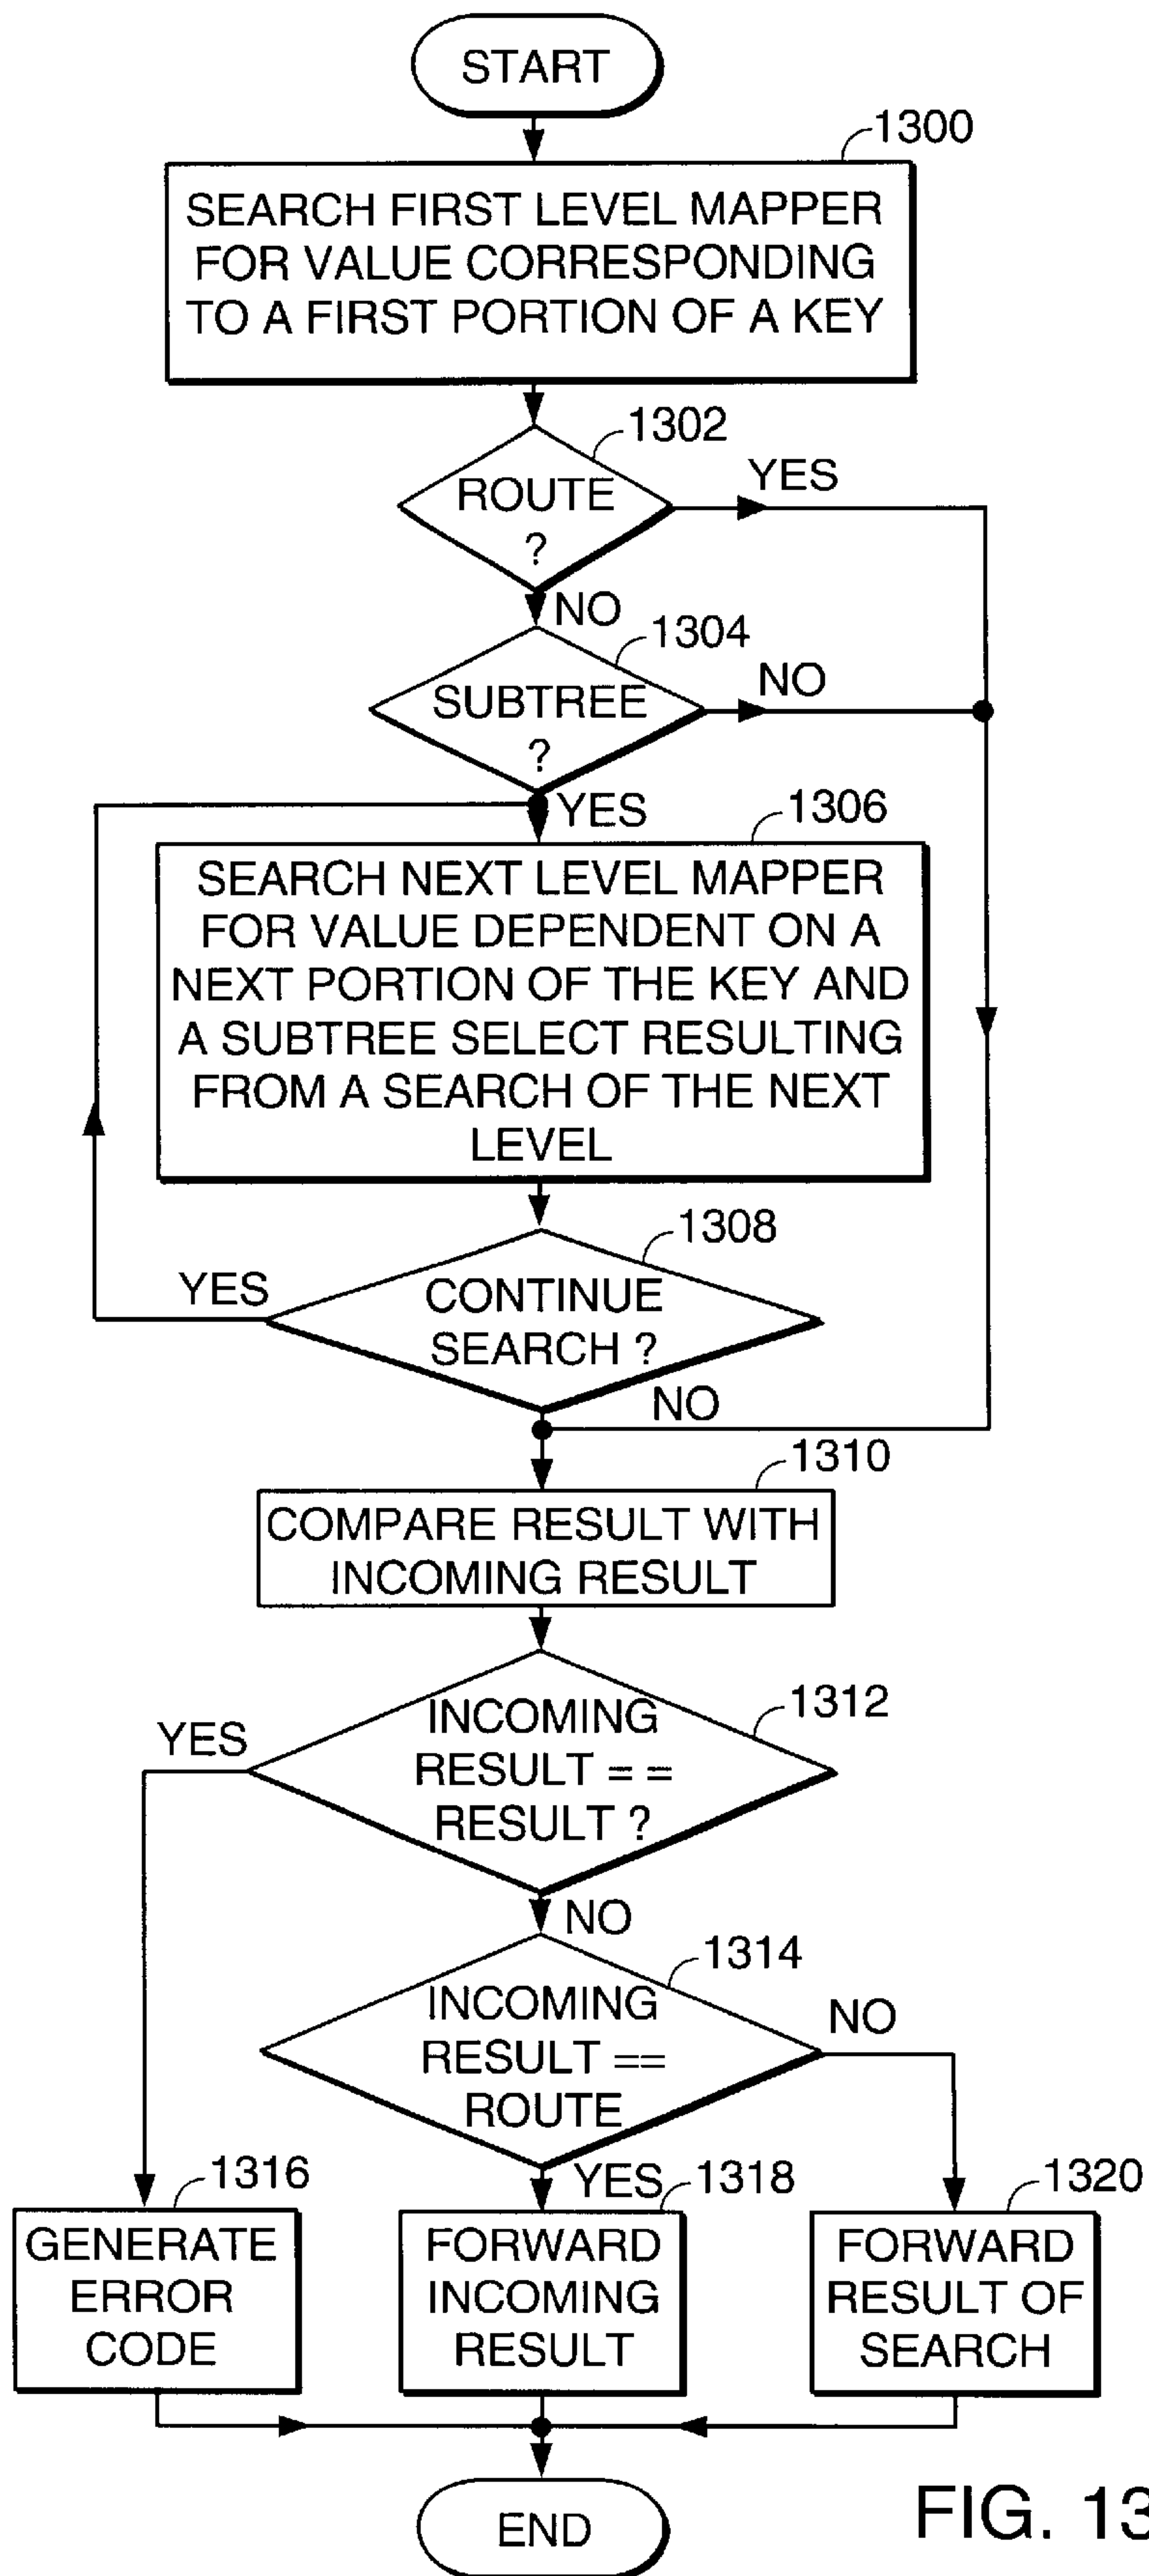 START
1300
SEARCH FIRST LEVEL MAPPER
FOR VALUE CORRESPONDING
TO A FIRST PORTION OF A KEY
1302
ROUTE
?
YES
NO
1304
SUBTREE
?
NO
YES
1306
SEARCH NEXT LEVEL MAPPER
FOR VALUE DEPENDENT ON A
NEXT PORTION OF THE KEY AND
A SUBTREE SELECT RESULTING
FROM A SEARCH OF THE NEXT
LEVEL
1308
CONTINUE
SEARCH ?
YES
NO
1310
COMPARE RESULT WITH
INCOMING RESULT
1312
INCOMING
RESULT = =
RESULT ?
YES
NO
1314
INCOMING
RESULT ==
ROUTE
NO
YES
1316
GENERATE
ERROR
CODE
1318
FORWARD
INCOMING
RESULT
1320
FORWARD
RESULT OF
SEARCH
END
FIG. 13